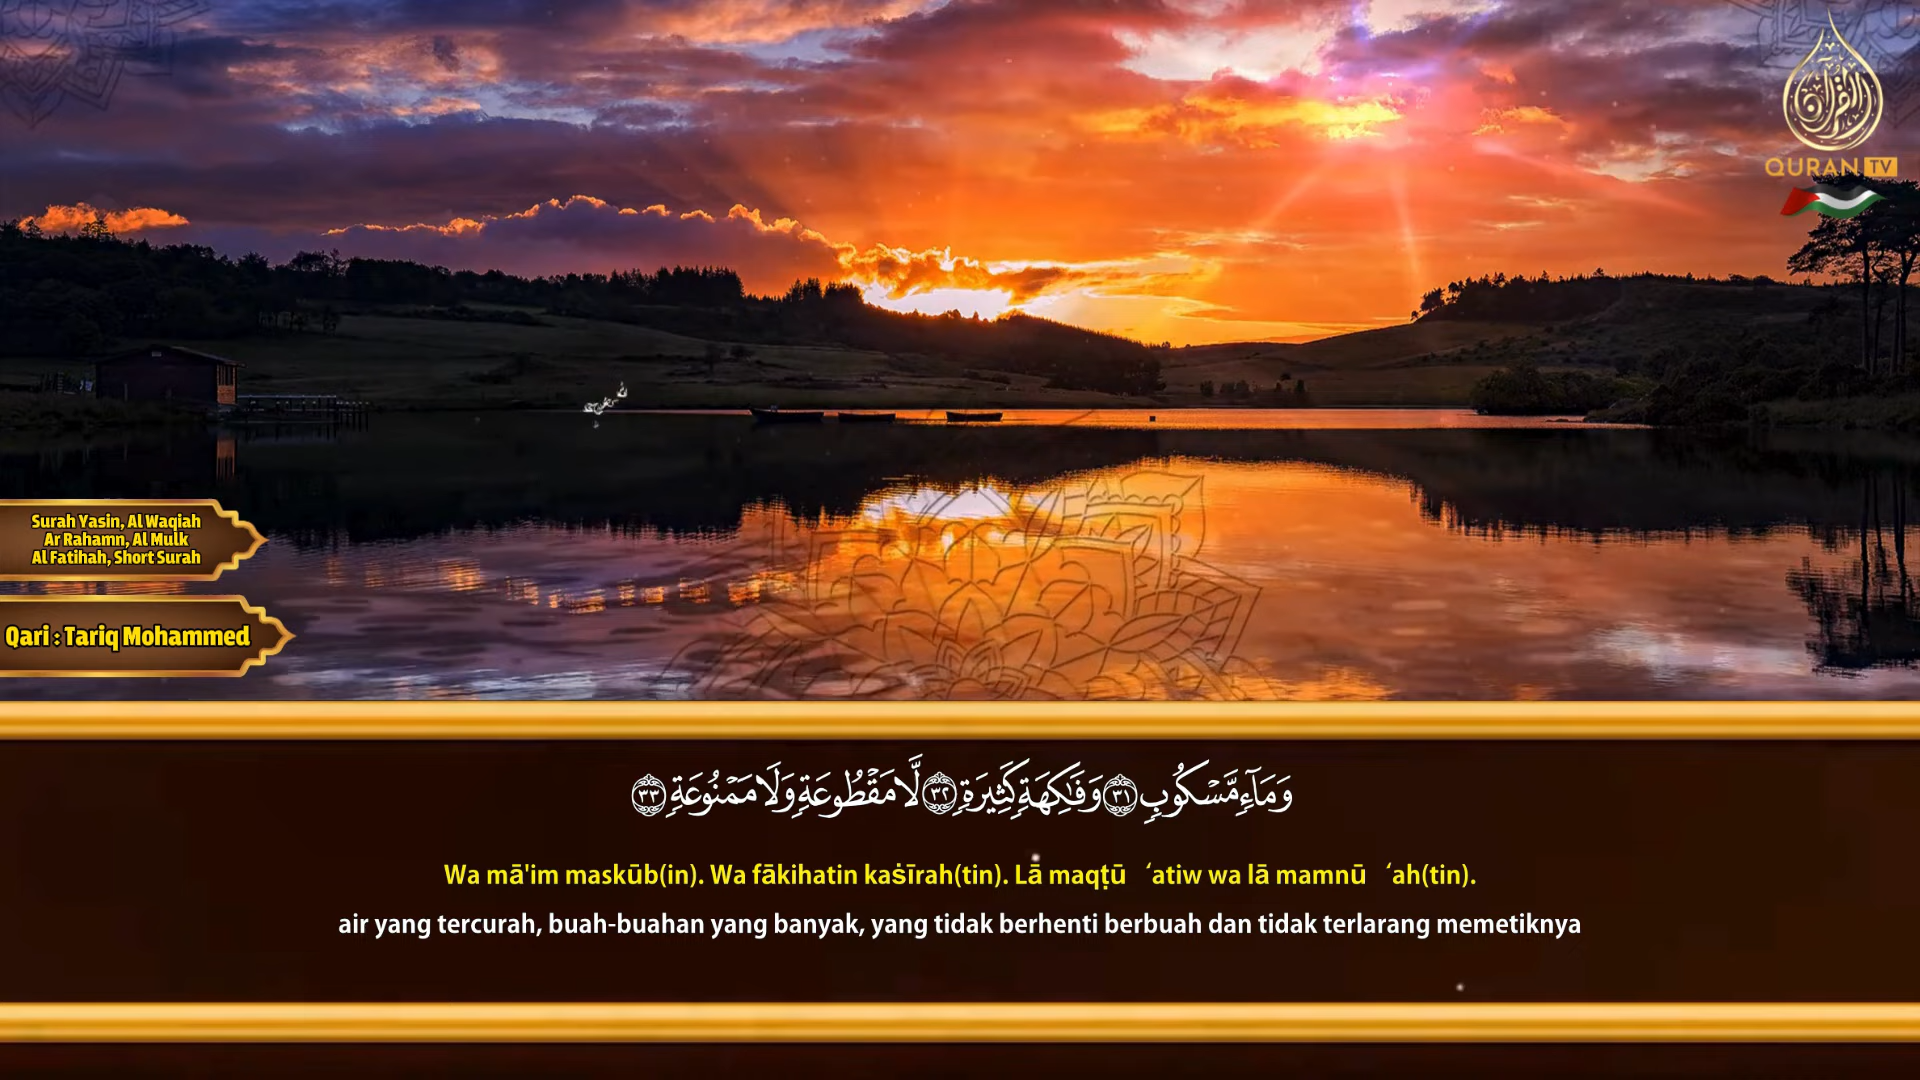 القرآن
QURAN TV
Surah Yasin, Al Waqiah
Ar Rahamn, Al Mulk
Al Fatihah, Short Surah
Qari : Tariq Mohammed
وَمَآءٍ مَّسْكُوبٍ ٣١ وَفَٰكِهَةٍ كَثِيرَةٍ ٣٢ لَّا مَقْطُوعَةٍ وَلَا مَمْنُوعَةٍ ٣٣
Wa mā'im maskūb(in). Wa fākihatin kaṡīrah(tin). Lā maqṭū ‘atiw wa lā mamnū ‘ah(tin).
air yang tercurah, buah-buahan yang banyak, yang tidak berhenti berbuah dan tidak terlarang memetiknya